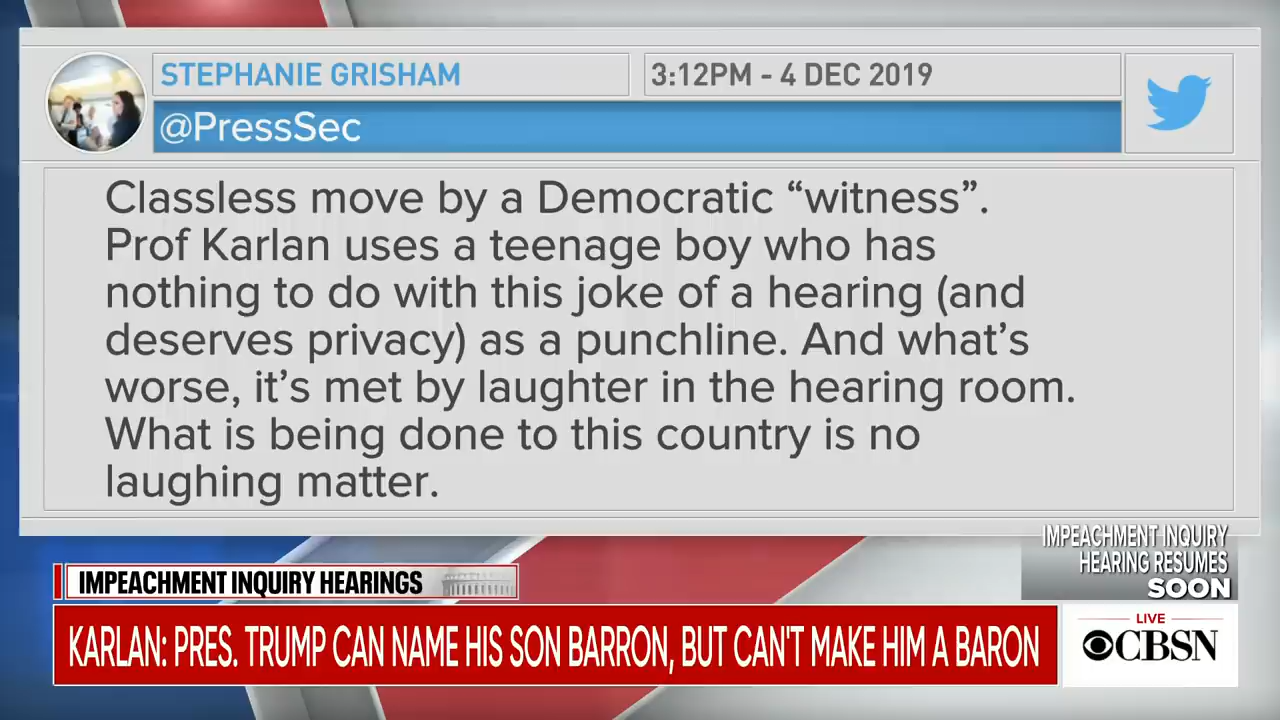 STEPHANIE GRISHAM
3:12PM - 4 DEC 2019
@PressSec
Classless move by a Democratic “witness”.
Prof Karlan uses a teenage boy who has
nothing to do with this joke of a hearing (and
deserves privacy) as a punchline. And what’s
worse, it’s met by laughter in the hearing room.
What is being done to this country is no
laughing matter.
IMPEACHMENT INQUIRY
HEARING RESUMES
SOON
IMPEACHMENT INQUIRY HEARINGS
KARLAN: PRES. TRUMP CAN NAME HIS SON BARRON, BUT CAN'T MAKE HIM A BARON
LIVE
CBSN